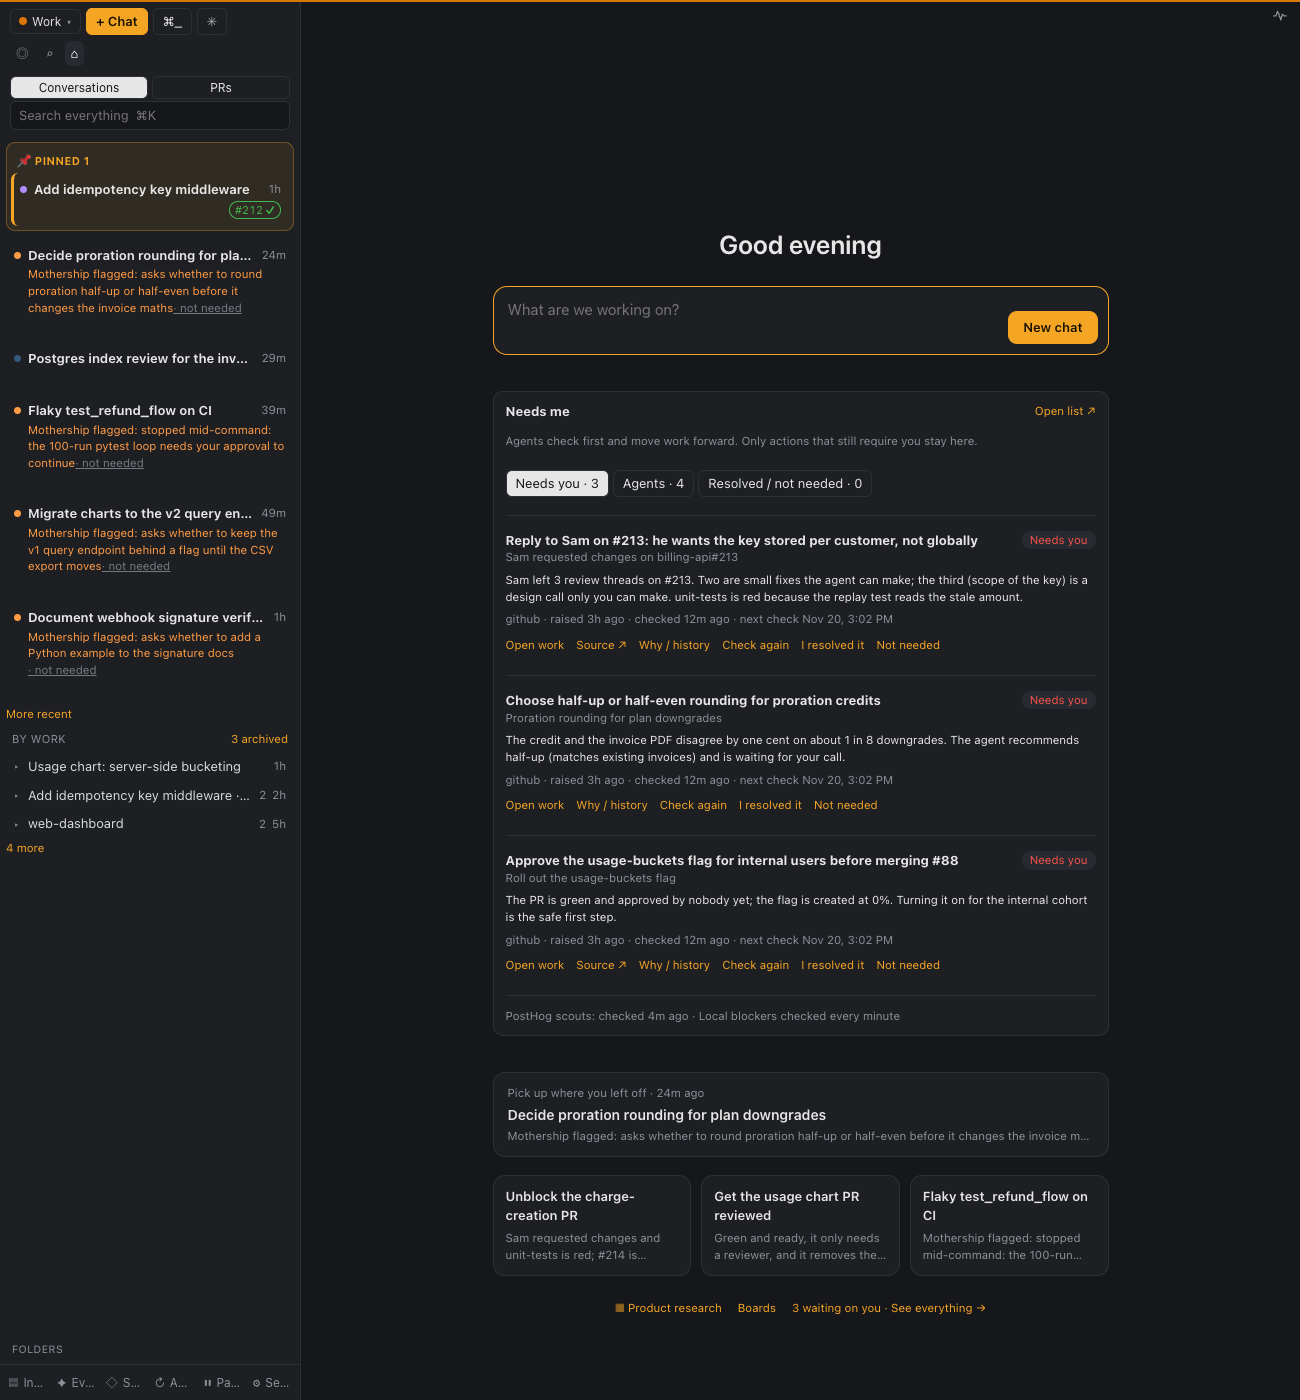 Work
+ Chat
⌘_
Conversations
PRs
Search everything ⌘K
PINNED 1
Add idempotency key middleware 1h
#212 ✓
Decide proration rounding for pla... 24m
Mothership flagged: asks whether to round
proration half-up or half-even before it
changes the invoice maths · not needed
Postgres index review for the inv... 29m
Flaky test_refund_flow on CI 39m
Mothership flagged: stopped mid-command:
the 100-run pytest loop needs your approval to
continue · not needed
Migrate charts to the v2 query en... 49m
Mothership flagged: asks whether to keep the
v1 query endpoint behind a flag until the CSV
export moves · not needed
Document webhook signature verif... 1h
Mothership flagged: asks whether to add a
Python example to the signature docs
· not needed
More recent
BY WORK 3 archived
Usage chart: server-side bucketing 1h
Add idempotency key middleware ·... 2 2h
web-dashboard 2 5h
4 more
FOLDERS
In... Ev... S... A... Pa... Se...
Good evening
What are we working on?
New chat
Needs me
Open list ↗
Agents check first and move work forward. Only actions that still require you stay here.
Needs you · 3
Agents · 4
Resolved / not needed · 0
Reply to Sam on #213: he wants the key stored per customer, not globally
Needs you
Sam requested changes on billing-api#213
Sam left 3 review threads on #213. Two are small fixes the agent can make; the third (scope of the key) is a
design call only you can make. unit-tests is red because the replay test reads the stale amount.
github · raised 3h ago · checked 12m ago · next check Nov 20, 3:02 PM
Open work Source ↗ Why / history Check again I resolved it Not needed
Choose half-up or half-even rounding for proration credits
Needs you
Proration rounding for plan downgrades
The credit and the invoice PDF disagree by one cent on about 1 in 8 downgrades. The agent recommends
half-up (matches existing invoices) and is waiting for your call.
github · raised 3h ago · checked 12m ago · next check Nov 20, 3:02 PM
Open work Why / history Check again I resolved it Not needed
Approve the usage-buckets flag for internal users before merging #88
Needs you
Roll out the usage-buckets flag
The PR is green and approved by nobody yet; the flag is created at 0%. Turning it on for the internal cohort
is the safe first step.
github · raised 3h ago · checked 12m ago · next check Nov 20, 3:02 PM
Open work Source ↗ Why / history Check again I resolved it Not needed
PostHog scouts: checked 4m ago · Local blockers checked every minute
Pick up where you left off · 24m ago
Decide proration rounding for plan downgrades
Mothership flagged: asks whether to round proration half-up or half-even before it changes the invoice m...
Unblock the charge-
creation PR
Sam requested changes and
unit-tests is red; #214 is...
Get the usage chart PR
reviewed
Green and ready, it only needs
a reviewer, and it removes the...
Flaky test_refund_flow on
CI
Mothership flagged: stopped
mid-command: the 100-run...
Product research Boards 3 waiting on you · See everything →